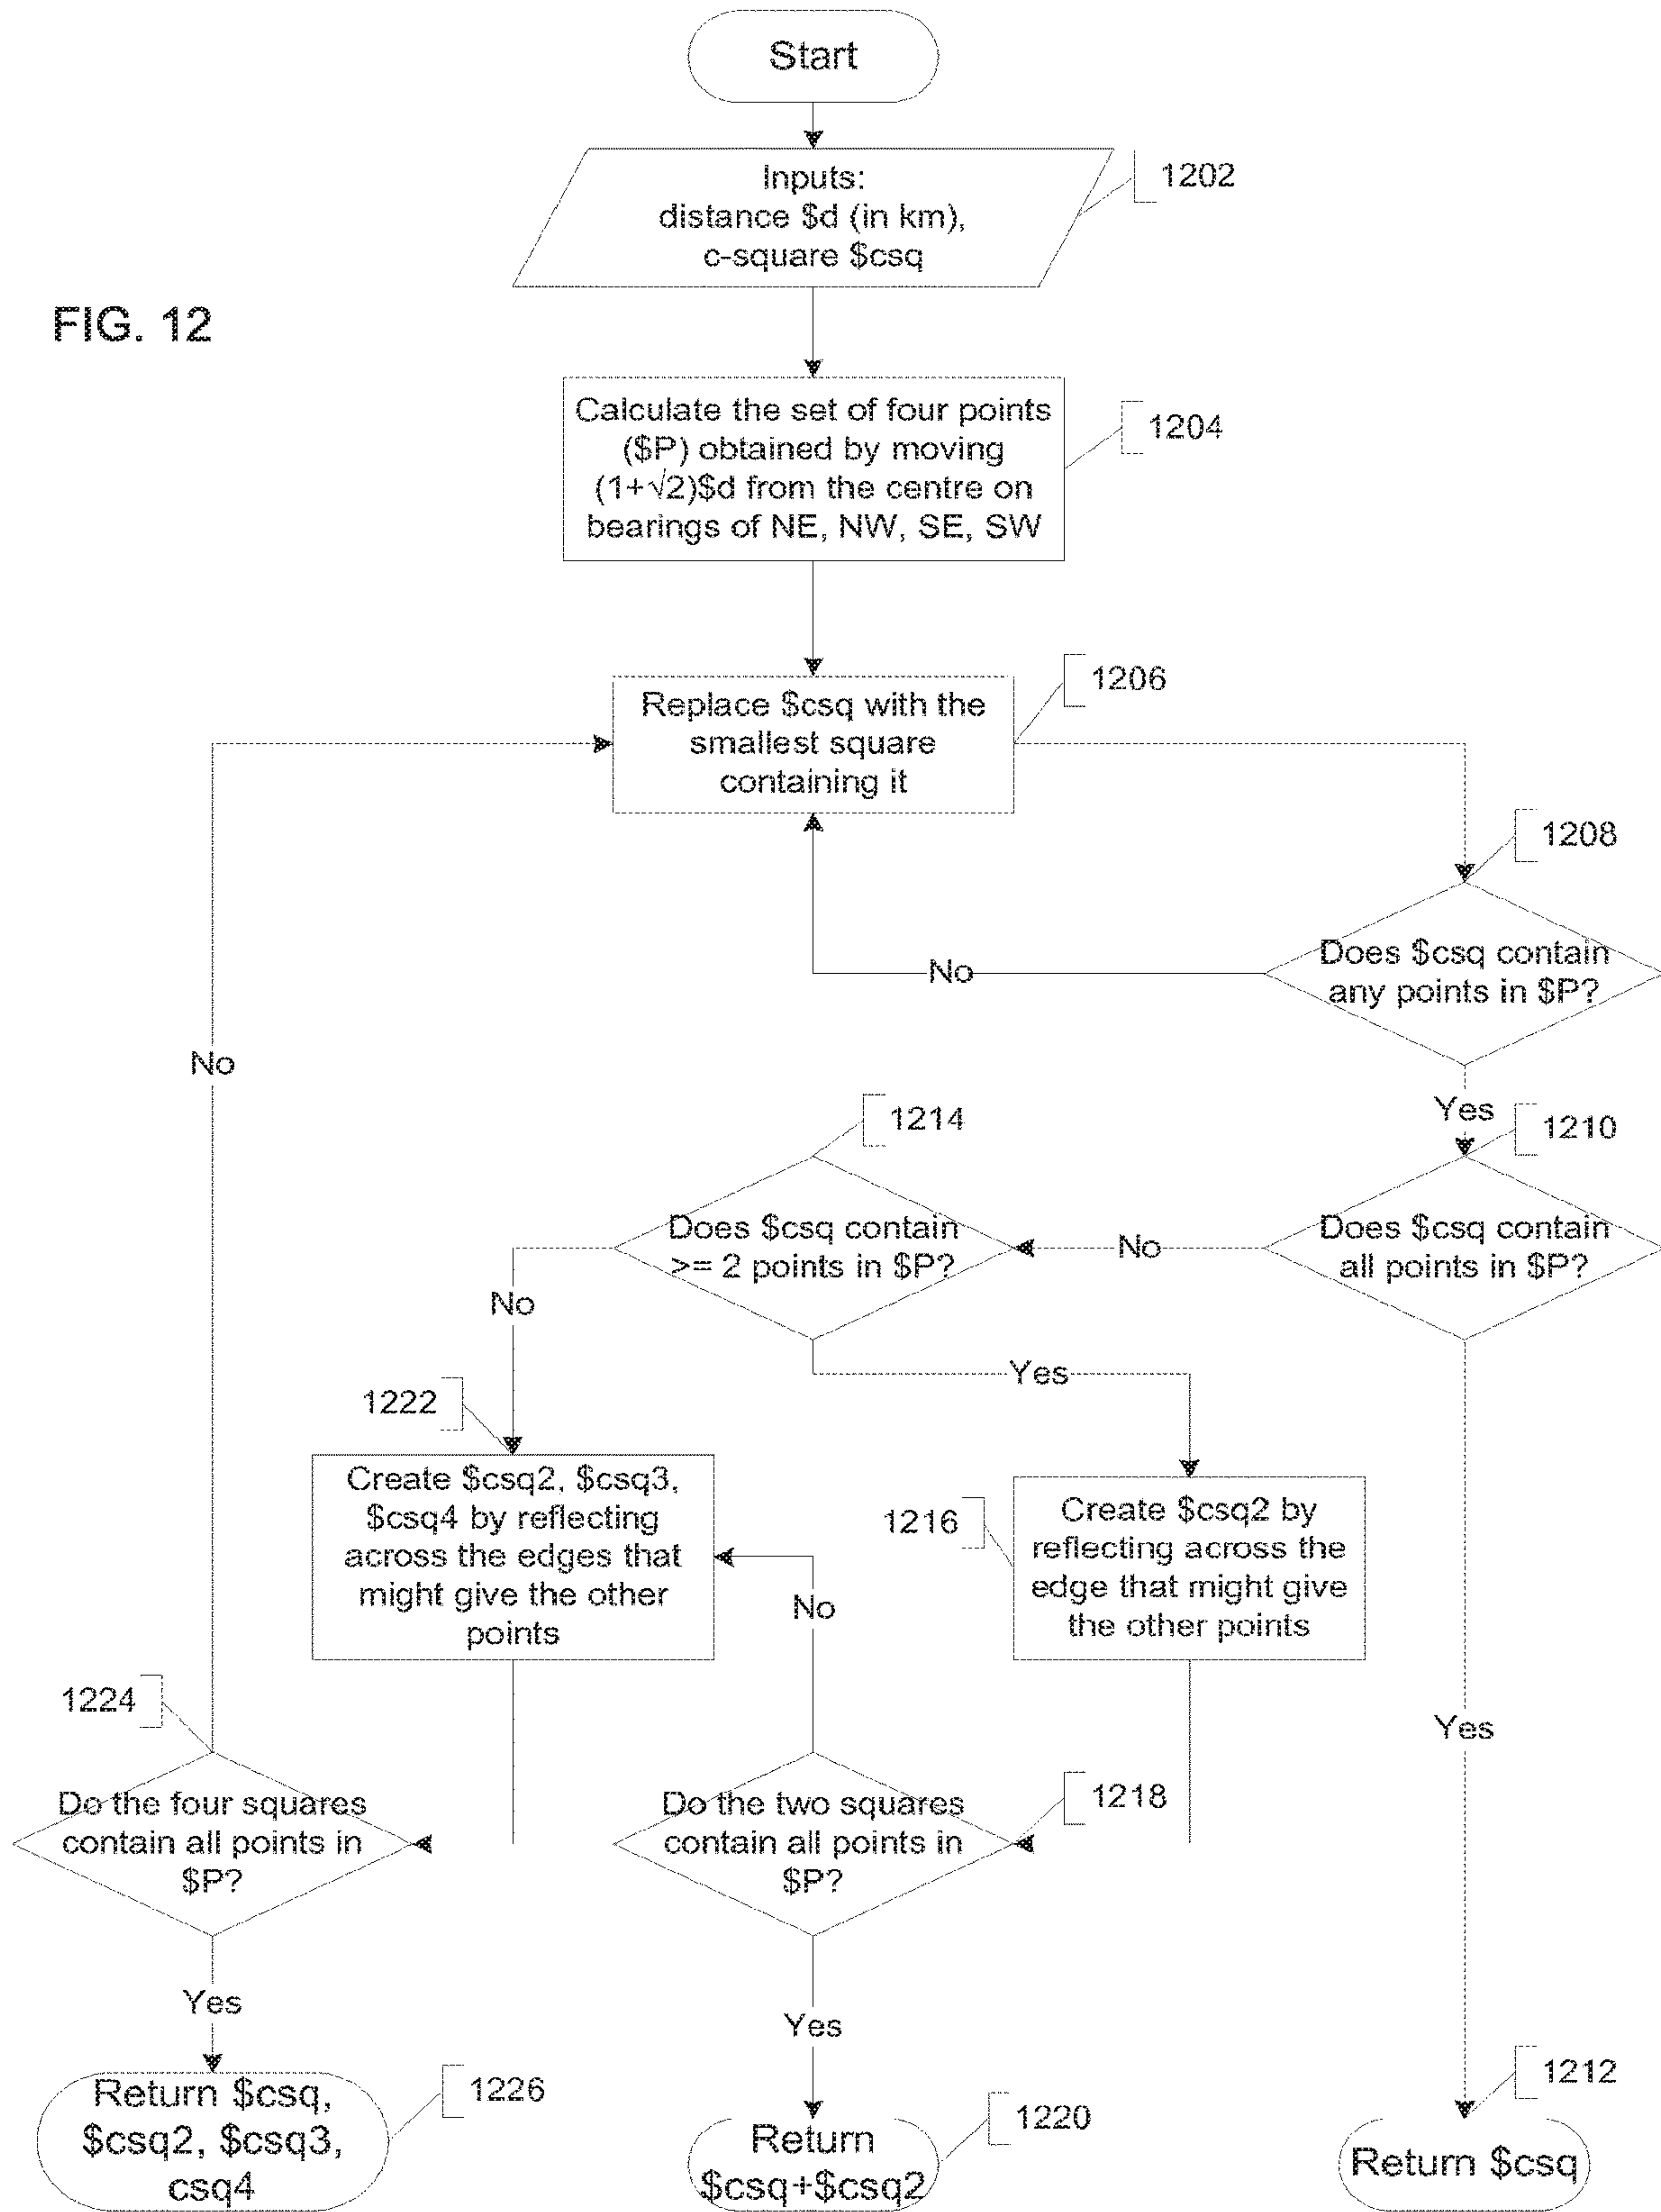 Start
Inputs:
distance $d (in km),
c-square $csq
1202
FIG. 12
Calculate the set of four points
($P) obtained by moving
(1+√2)$d from the centre on
bearings of NE, NW, SE, SW
1204
Replace $csq with the
smallest square
containing it
1206
1208
Does $csq contain
any points in $P?
No
No
Yes
1210
1214
Does $csq contain
>= 2 points in $P?
No
Does $csq contain
all points in $P?
No
Yes
1222
Create $csq2, $csq3,
$csq4 by reflecting
across the edges that
might give the other
points
1216
Create $csq2 by
reflecting across the
edge that might give
the other points
No
1224
Yes
Do the four squares
contain all points in
$P?
Do the two squares
contain all points in
$P?
1218
Yes
Yes
Return $csq,
$csq2, $csq3,
csq4
1226
Return
$csq+$csq2
1220
1212
Return $csq